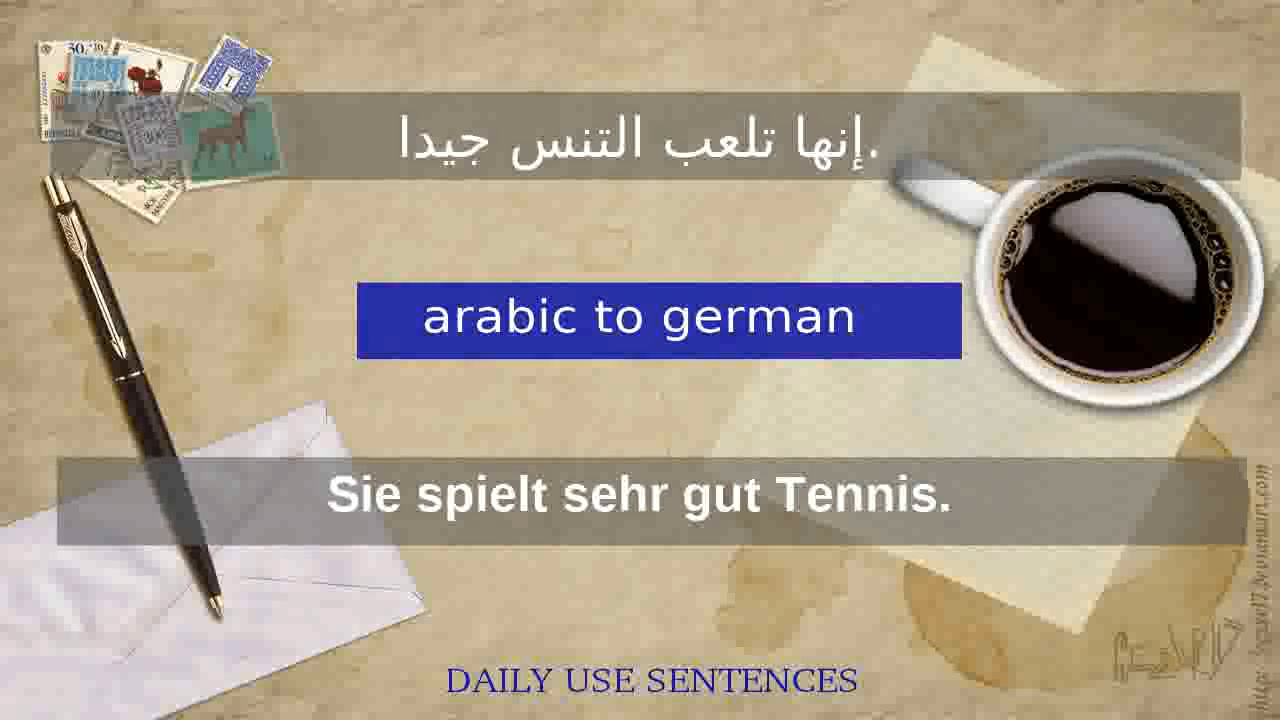 إنها تلعب التنس جيدا.
arabic to german
Sie spielt sehr gut Tennis.
DAILY USE SENTENCES